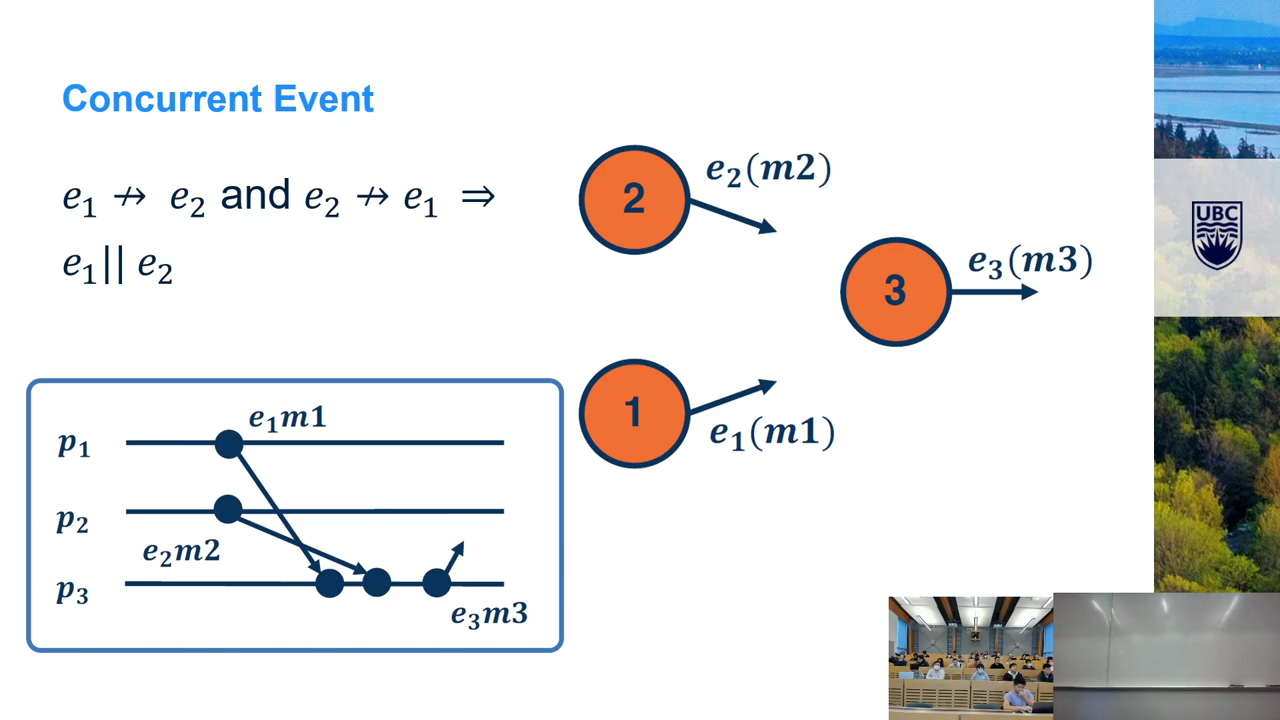 Concurrent Event
e₁ ↛ e₂ and e₂ ↛ e₁ ⇒
e₁|| e₂
2
e₂(m2)
3
e₃(m3)
1
e₁(m1)
p₁
e₁m1
p₂
e₂m2
p₃
e₃m3
UBC